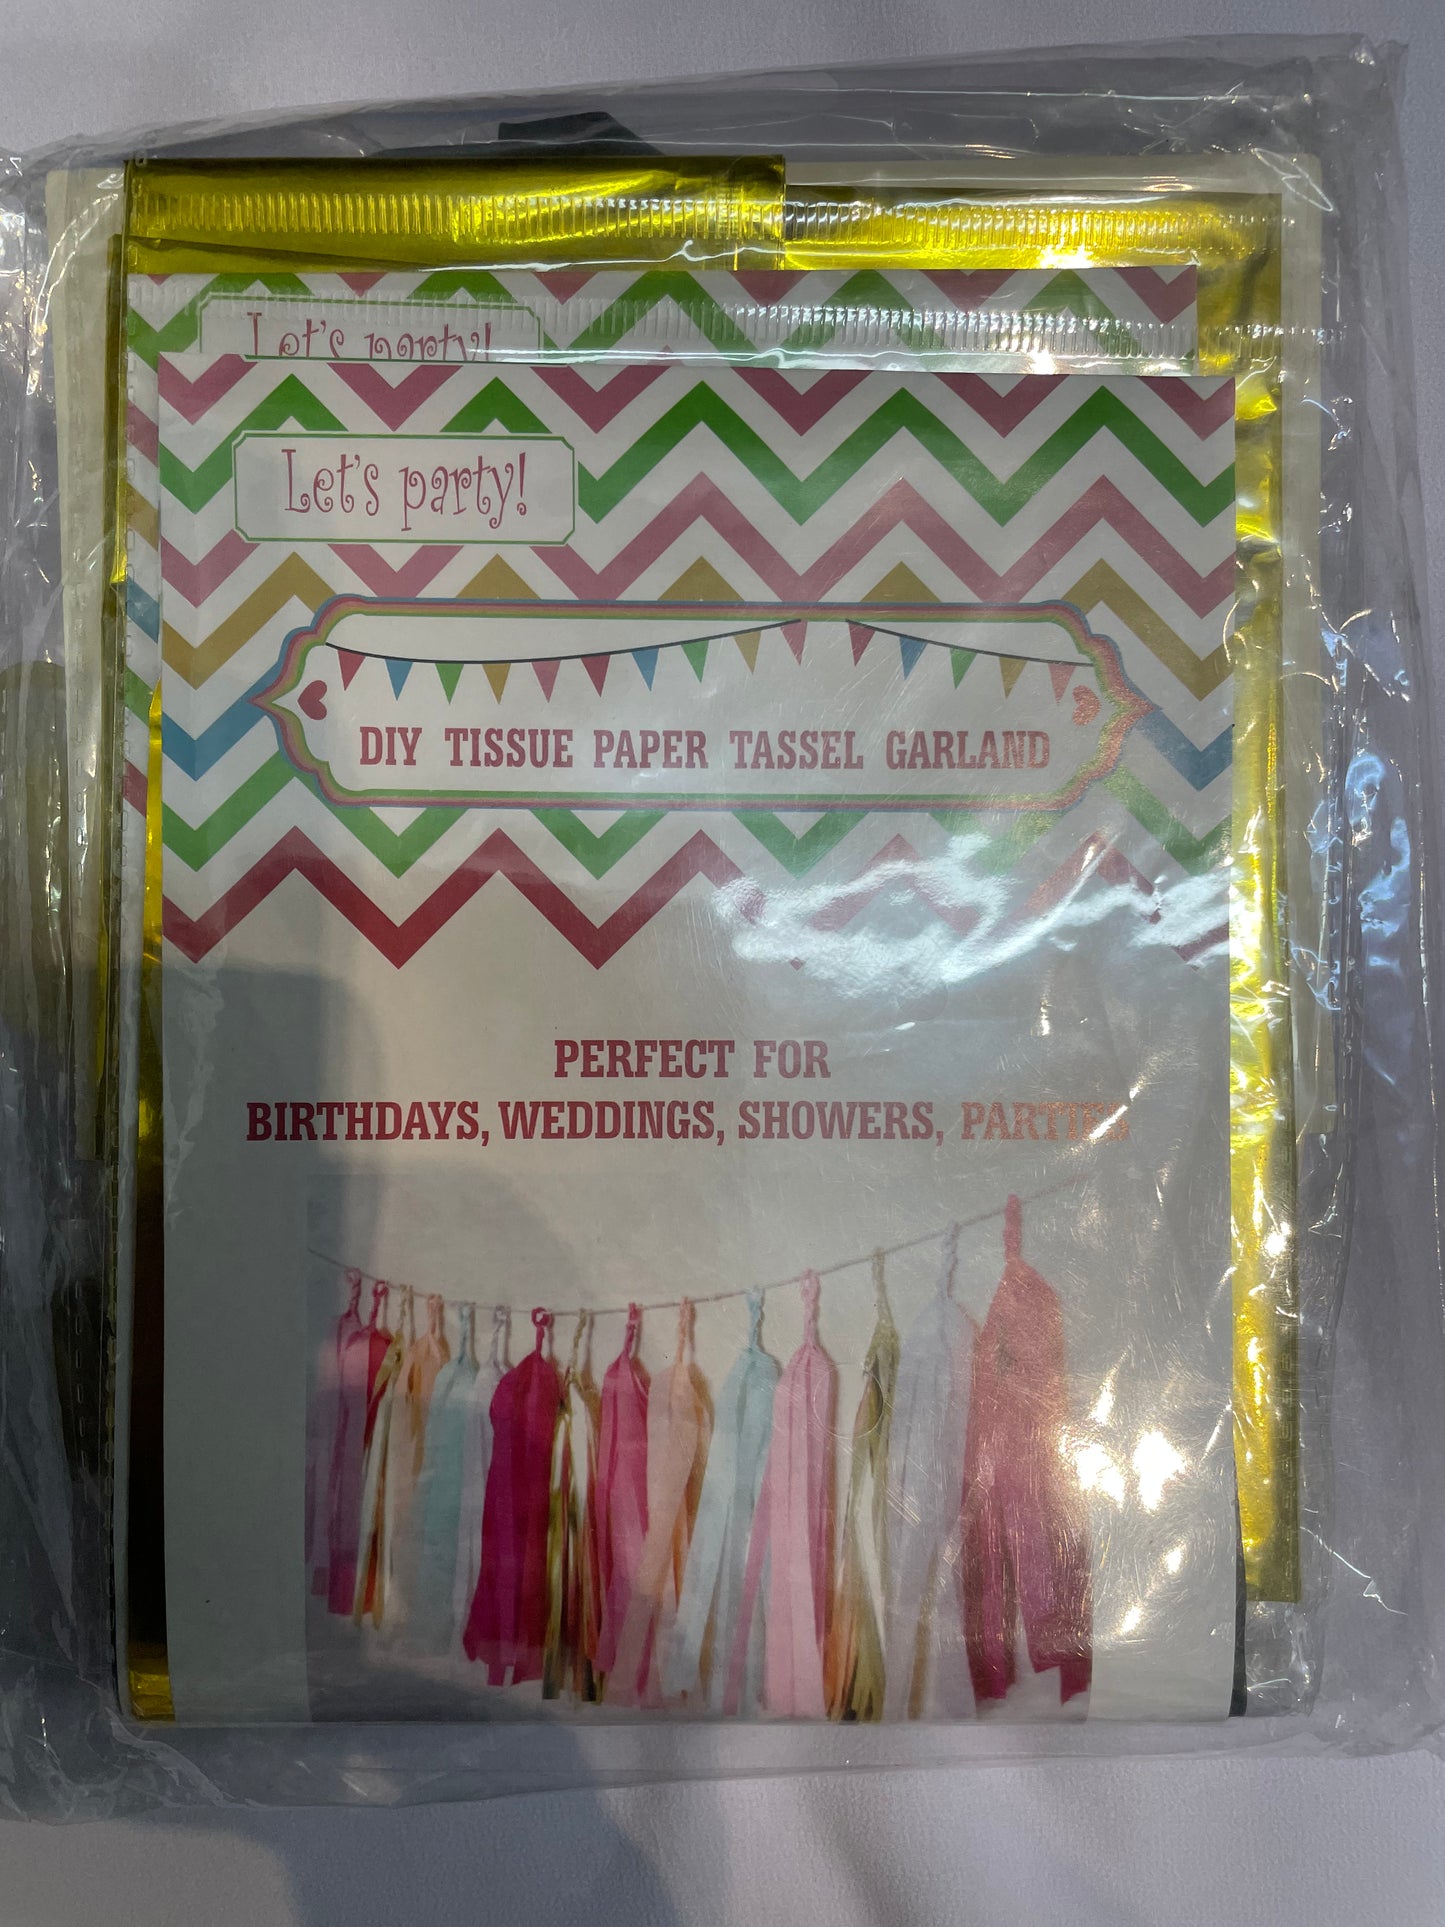 Let's party!
Let's party!
DIY TISSUE PAPER TASSEL GARLAND
PERFECT FOR
BIRTHDAYS, WEDDINGS, SHOWERS, PARTIES